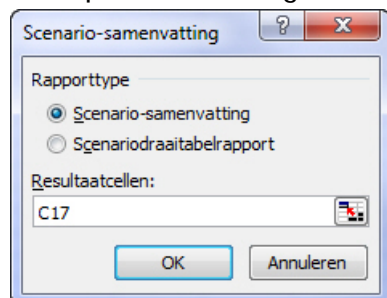 Scenario-samenvatting
Rapporttype
Scenario-samenvatting
Scenariodraaitabelrapport
Resultaatcellen:
C17
OK
Annuleren